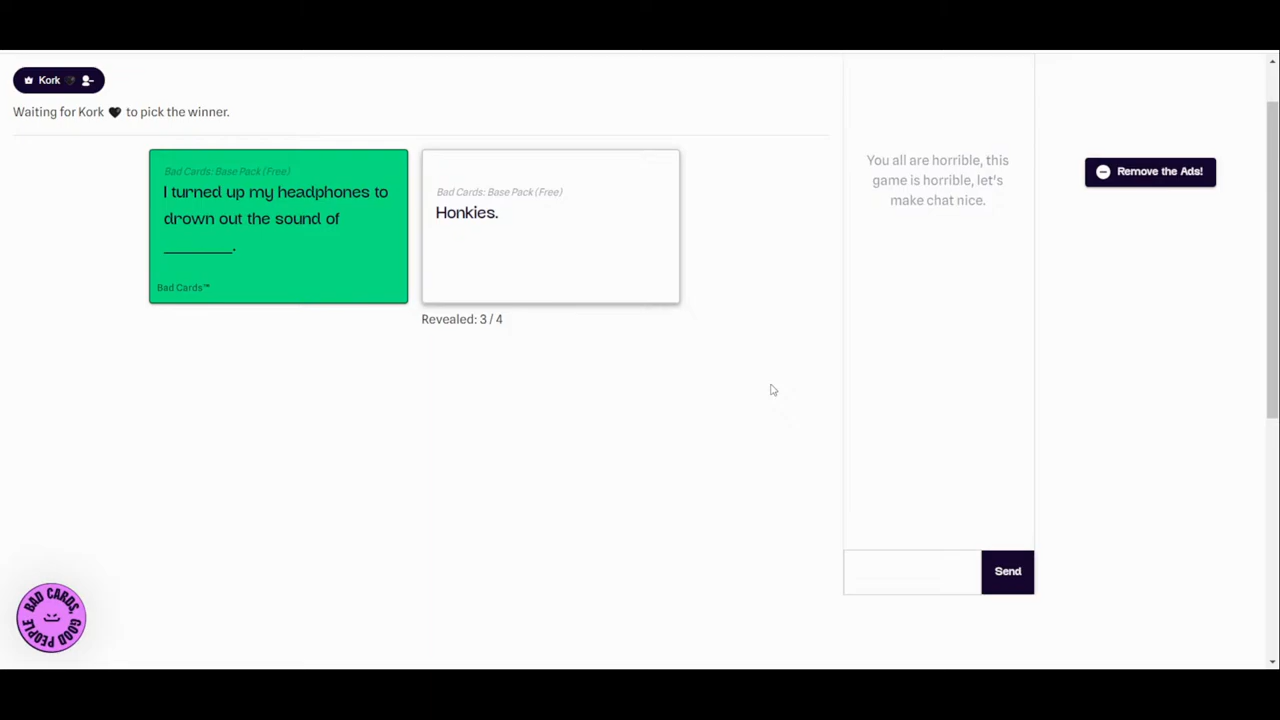 Kork
Waiting for Kork 🖤 to pick the winner.
Bad Cards: Base Pack (Free)
I turned up my headphones to
drown out the sound of
________.
Bad Cards™
Bad Cards: Base Pack (Free)
Honkies.
Revealed: 3 / 4
You all are horrible, this
game is horrible, let's
make chat nice.
Send
Remove the Ads!
BAD CARDS,
GOOD PEOPLE